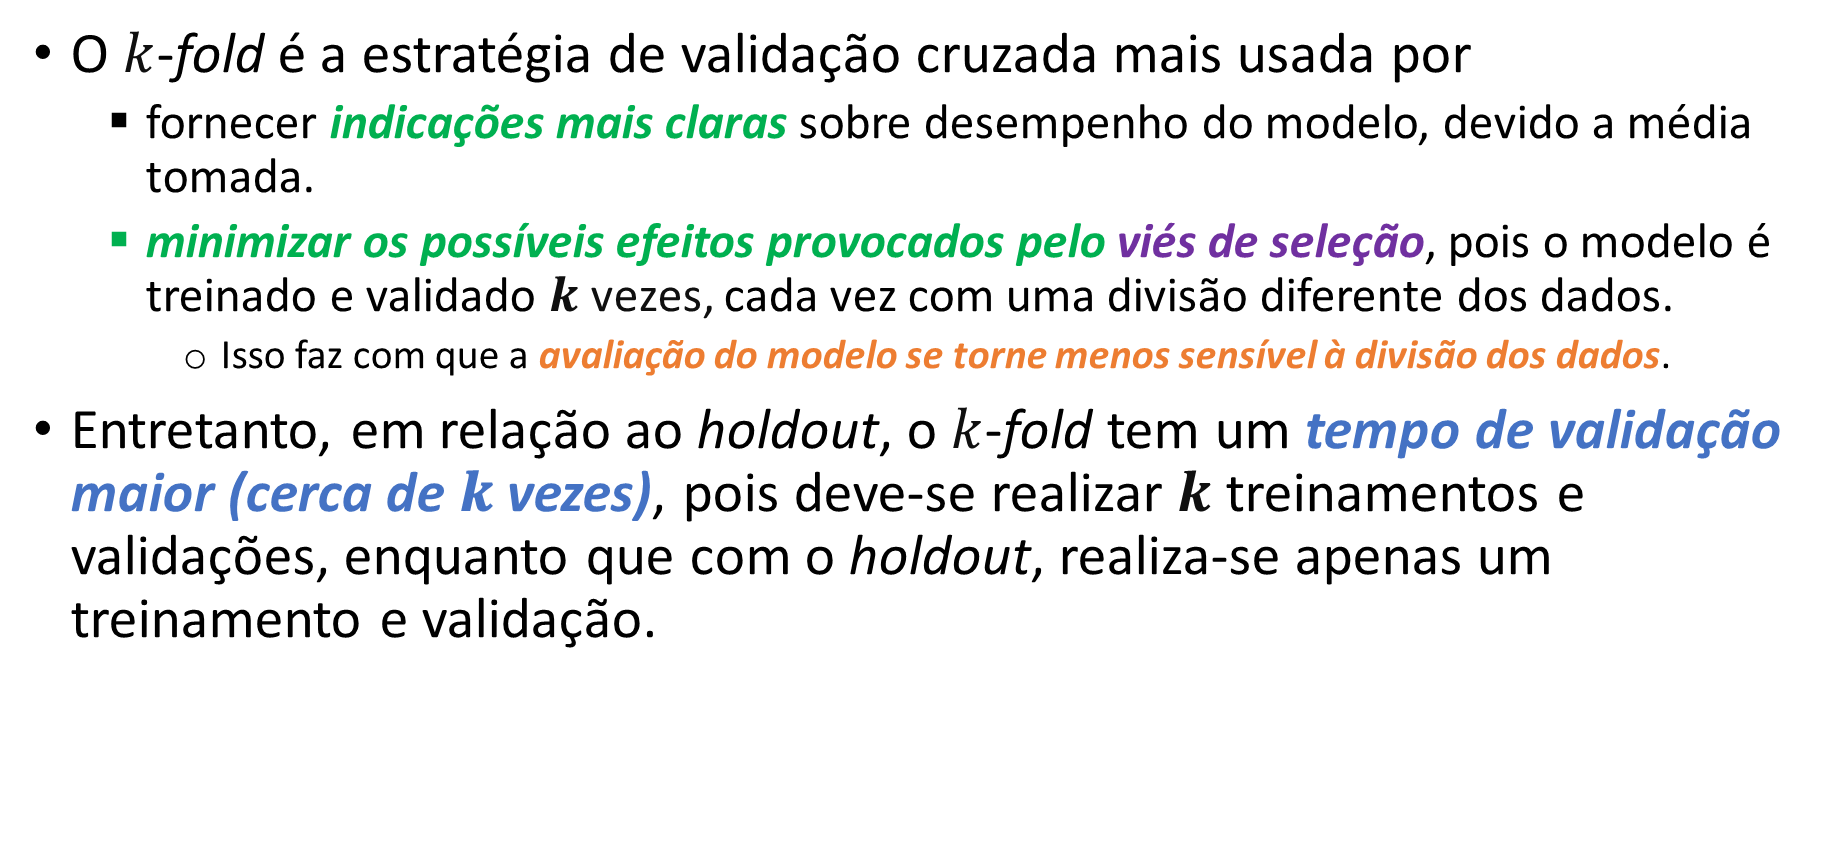 • O k-fold é a estratégia de validação cruzada mais usada por
▪ fornecer indicações mais claras sobre desempenho do modelo, devido a média
tomada.
▪ minimizar os possíveis efeitos provocados pelo viés de seleção, pois o modelo é
treinado e validado k vezes, cada vez com uma divisão diferente dos dados.
o Isso faz com que a avaliação do modelo se torne menos sensível à divisão dos dados.
• Entretanto, em relação ao holdout, o k-fold tem um tempo de validação
maior (cerca de k vezes), pois deve-se realizar k treinamentos e
validações, enquanto que com o holdout, realiza-se apenas um
treinamento e validação.